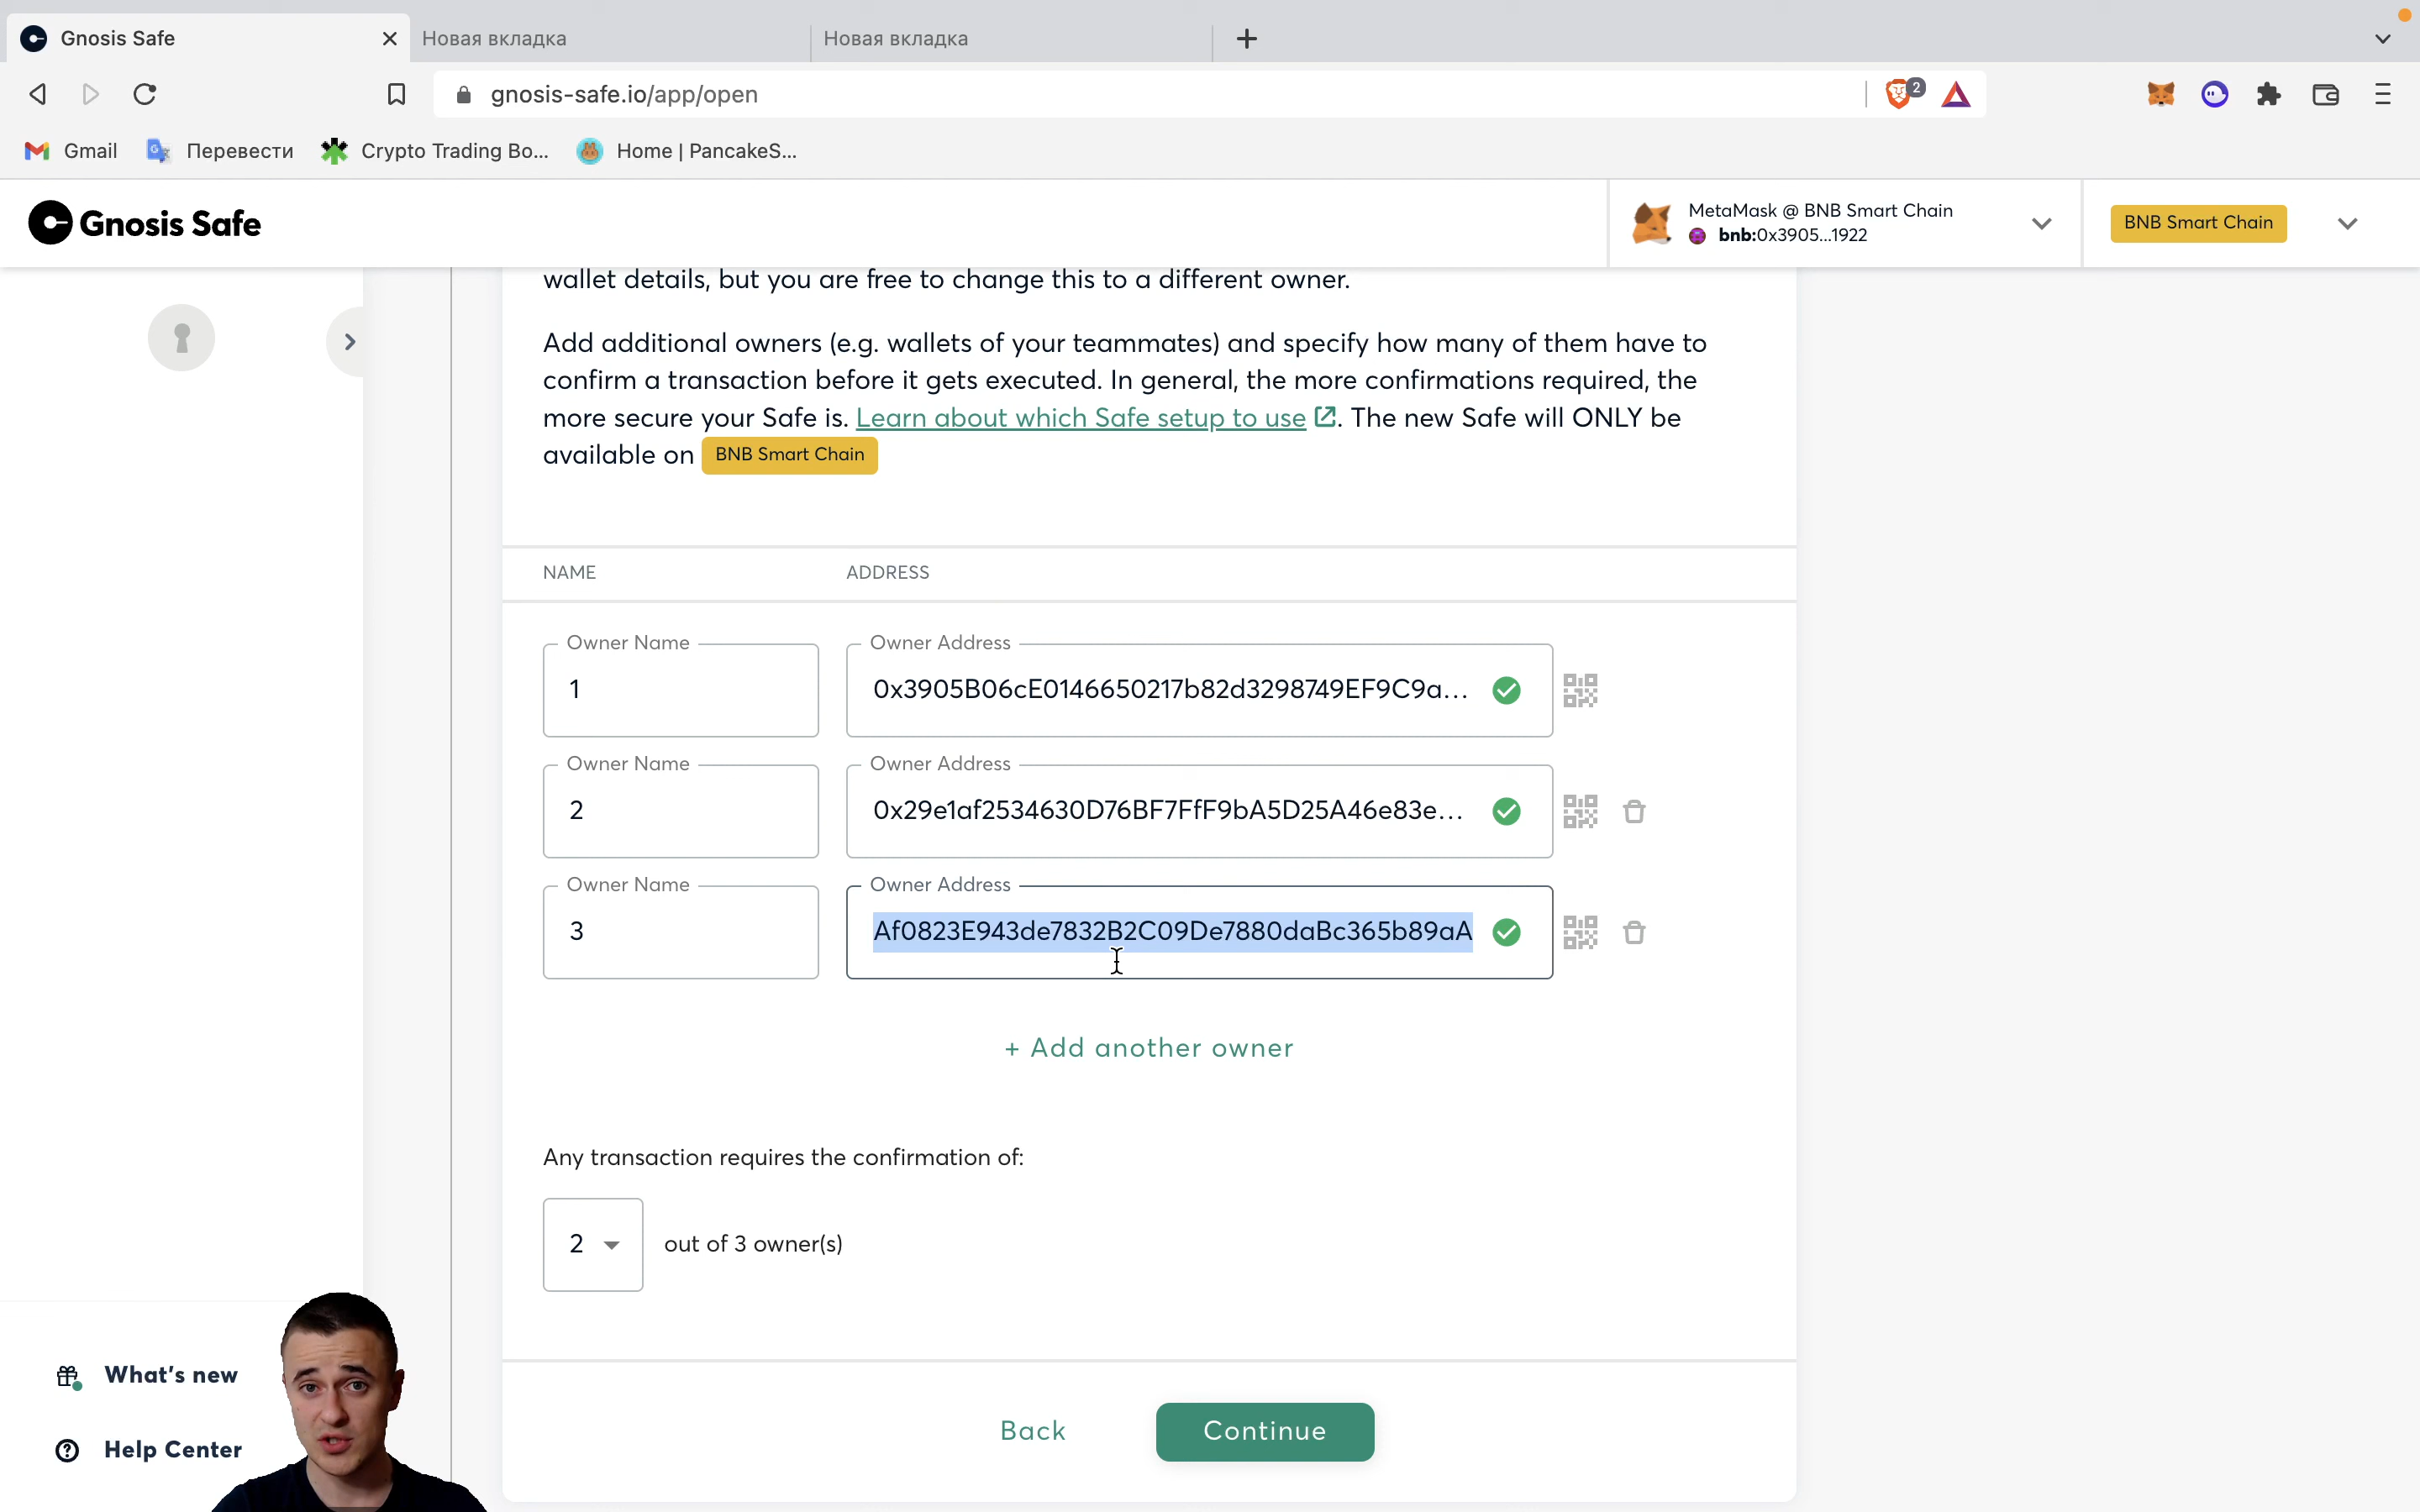 Gnosis Safe
Новая вкладка
Новая вкладка
gnosis-safe.io/app/open
2
Gmail
Перевести
Crypto Trading Bo...
Home | PancakeS...
Gnosis Safe
MetaMask @ BNB Smart Chain
bnb:0x3905...1922
BNB Smart Chain
wallet details, but you are free to change this to a different owner.
Add additional owners (e.g. wallets of your teammates) and specify how many of them have to
confirm a transaction before it gets executed. In general, the more confirmations required, the
more secure your Safe is. Learn about which Safe setup to use. The new Safe will ONLY be
available on BNB Smart Chain
NAME ADDRESS
Owner Name Owner Address
1 0x3905B06cE0146650217b82d3298749EF9C9a...
Owner Name Owner Address
2 0x29e1af2534630D76BF7FfF9bA5D25A46e83e...
Owner Name Owner Address
3 Af0823E943de7832B2C09De7880daBc365b89aA
+ Add another owner
Any transaction requires the confirmation of:
2 out of 3 owner(s)
What's new
Help Center
Back
Continue